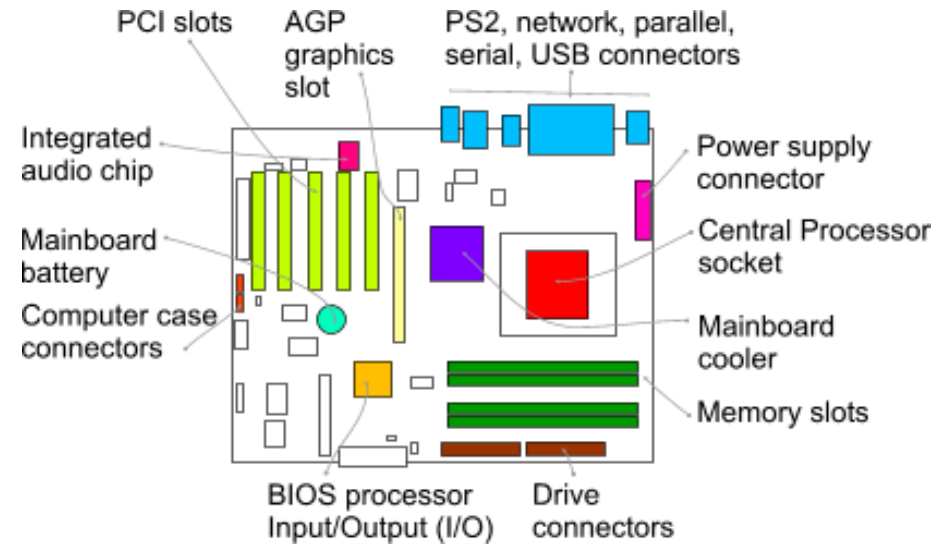 PCI slots
AGP
graphics
slot
PS2, network, parallel,
serial, USB connectors
Integrated
audio chip
Power supply
connector
Mainboard
battery
Central Processor
socket
Computer case
connectors
Mainboard
cooler
Memory slots
BIOS processor
Input/Output (I/O)
Drive
connectors